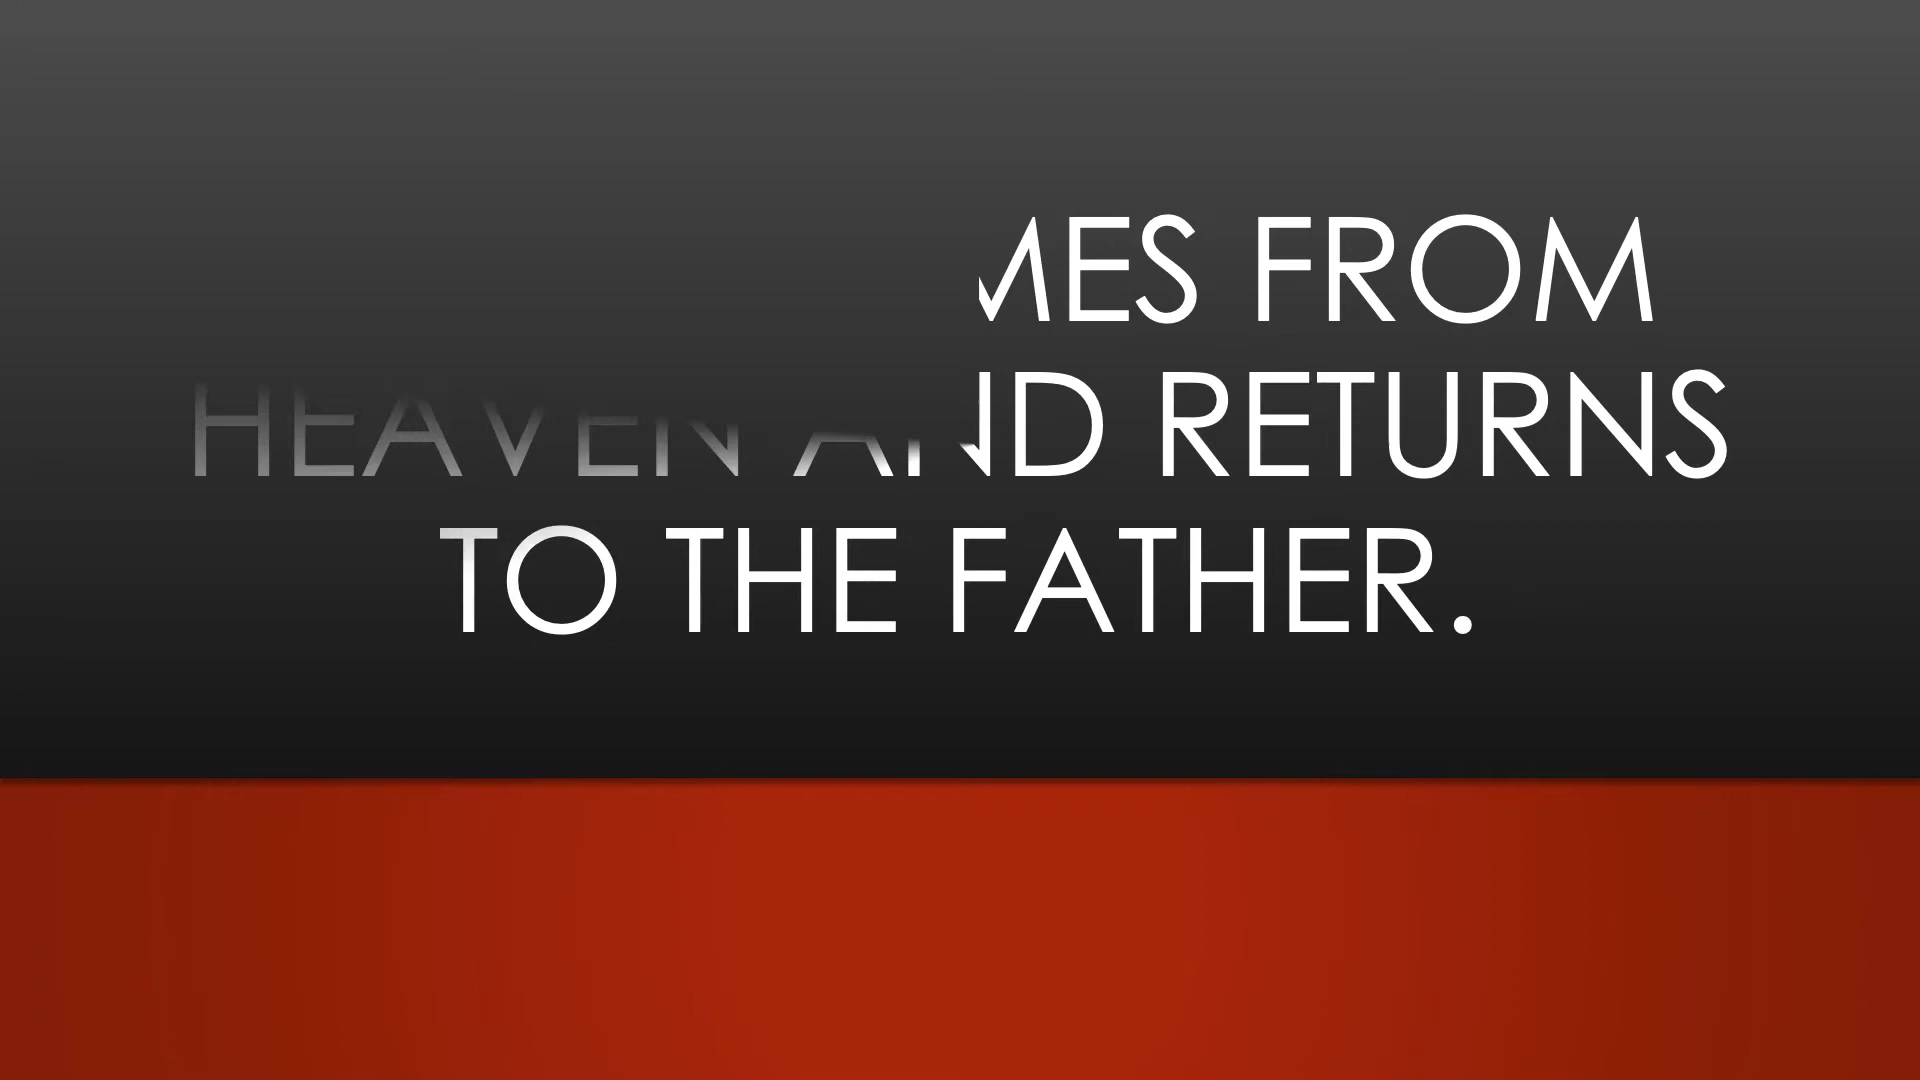 MES FROM
HEAVEN AND RETURNS
TO THE FATHER.